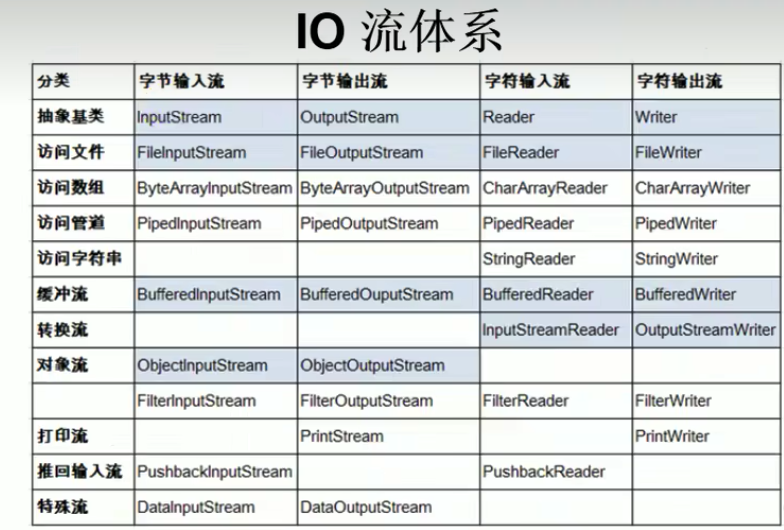 IO 流体系
分类 字节输入流 字节输出流 字符输入流 字符输出流
抽象基类 InputStream OutputStream Reader Writer
访问文件 FileInputStream FileOutputStream FileReader FileWriter
访问数组 ByteArrayInputStream ByteArrayOutputStream CharArrayReader CharArrayWriter
访问管道 PipedInputStream PipedOutputStream PipedReader PipedWriter
访问字符串 StringReader StringWriter
缓冲流 BufferedInputStream BufferedOuputStream BufferedReader BufferedWriter
转换流 InputStreamReader OutputStreamWriter
对象流 ObjectInputStream ObjectOutputStream
FilterInputStream FilterOutputStream FilterReader FilterWriter
打印流 PrintStream PrintWriter
推回输入流 PushbackInputStream PushbackReader
特殊流 DataInputStream DataOutputStream